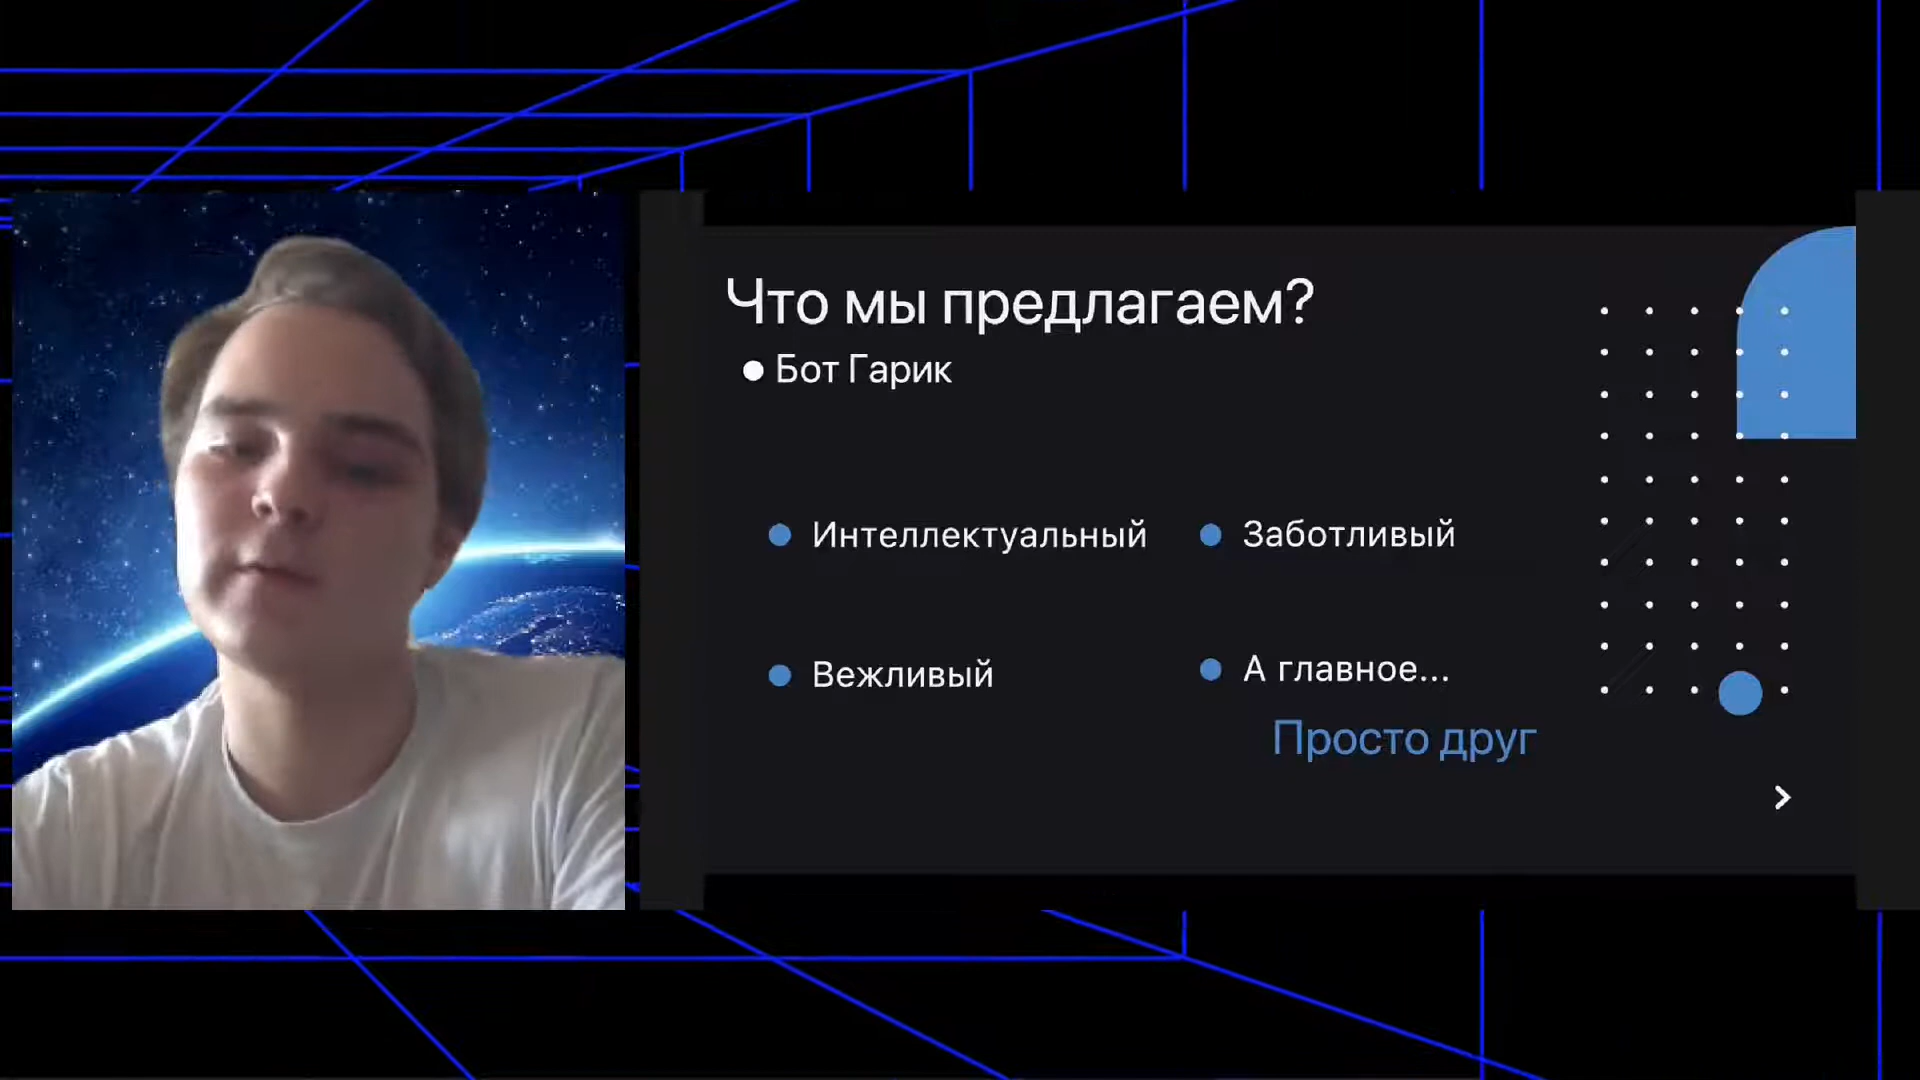 Что мы предлагаем?
Бот Гарик
Интеллектуальный
Заботливый
Вежливый
А главное...
Просто друг